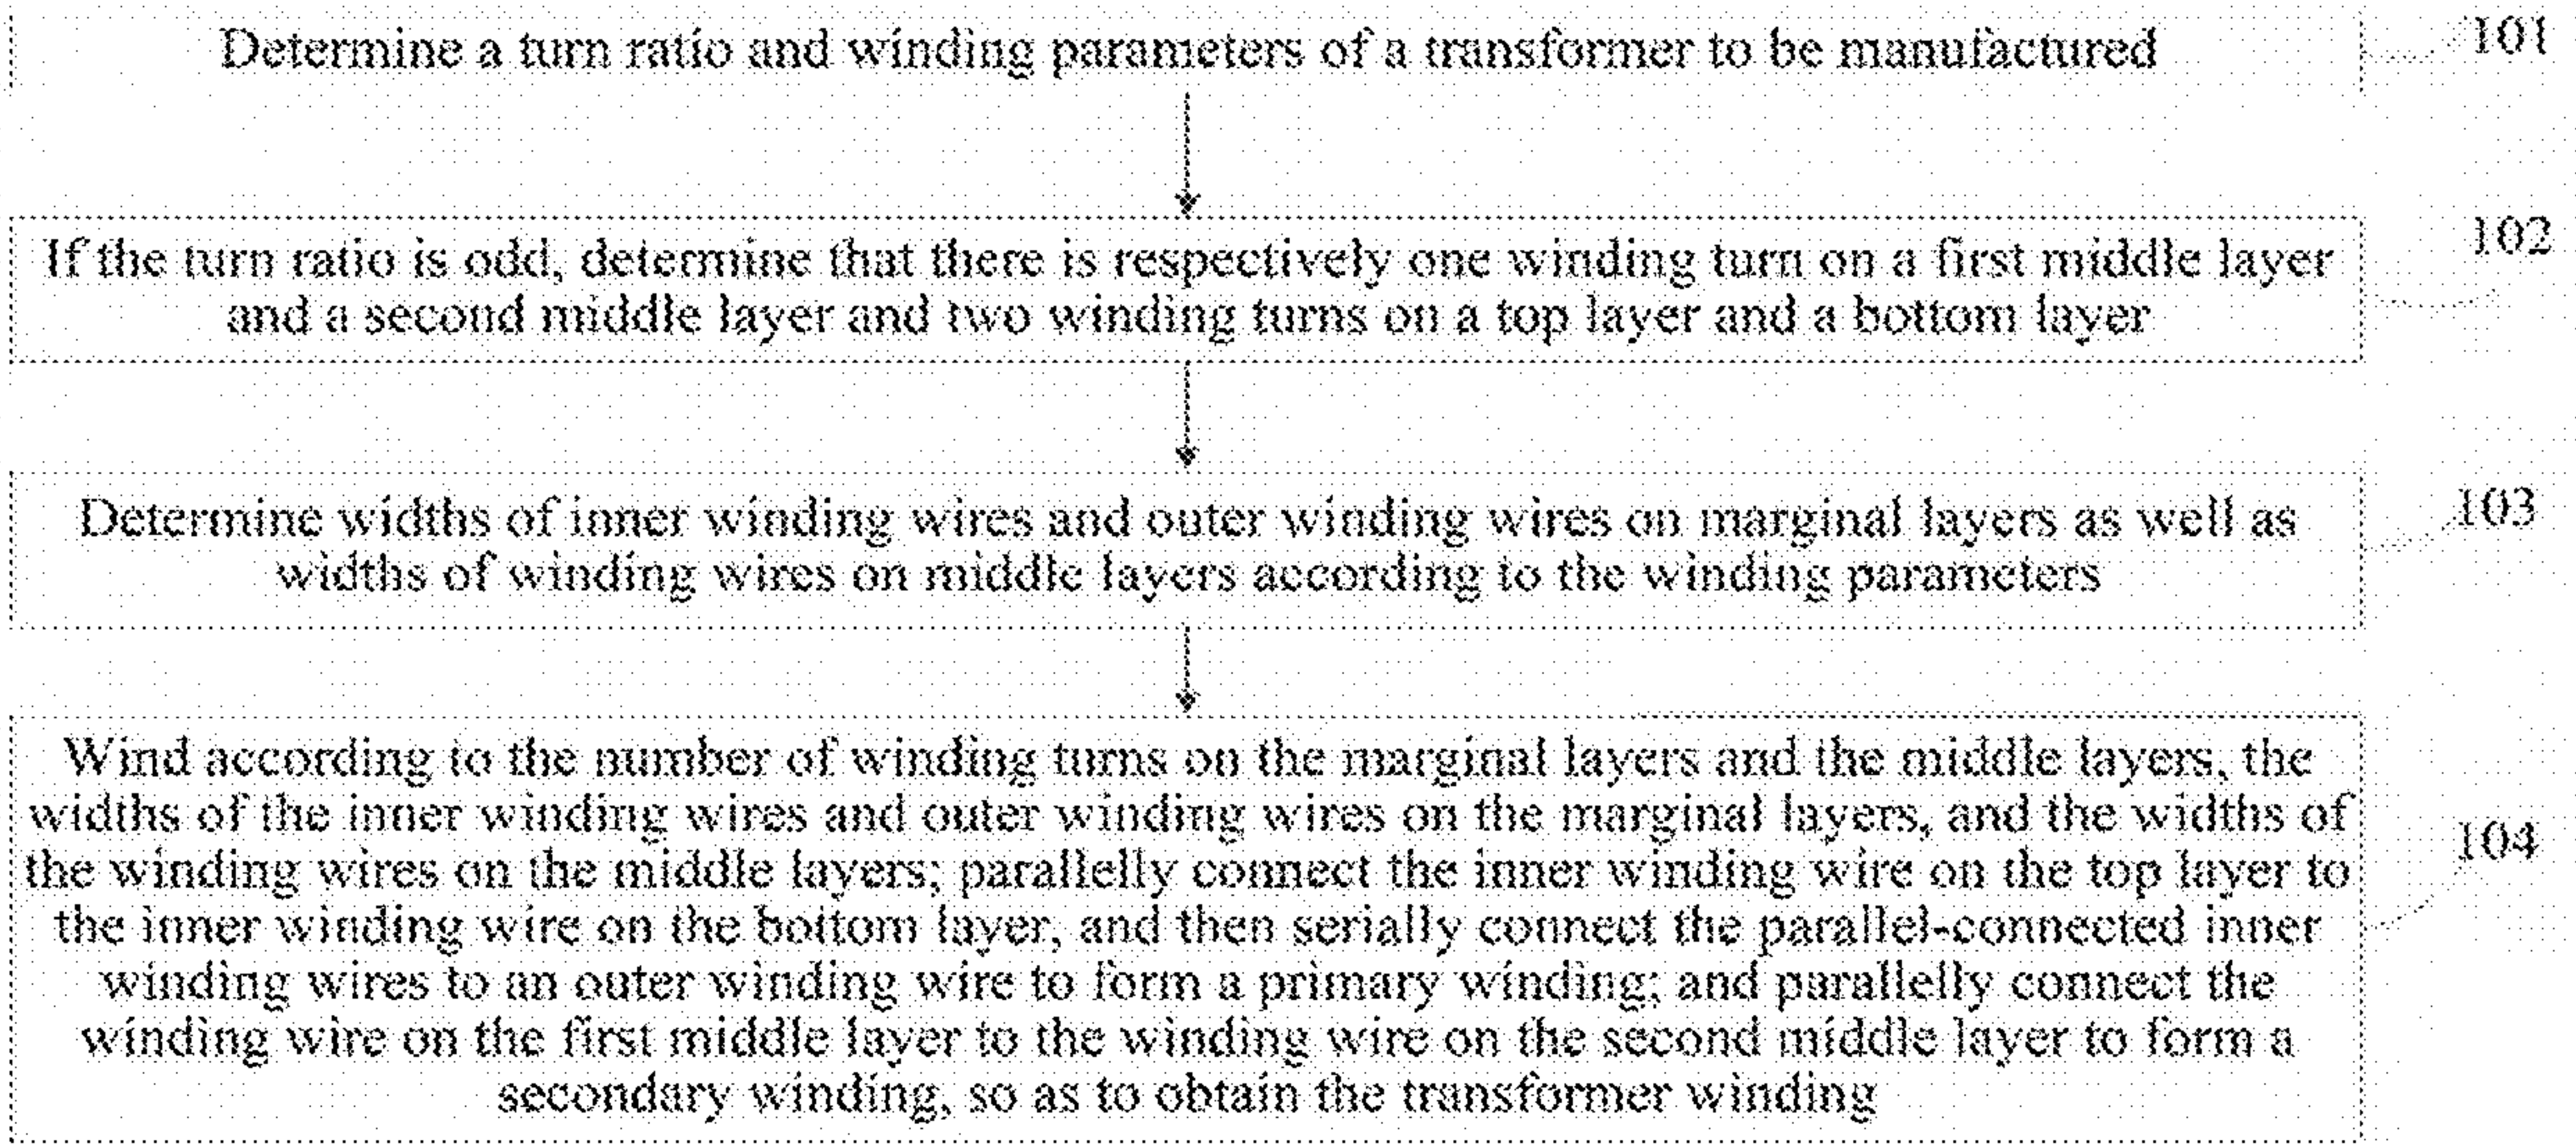 Determine a turn ratio and winding parameters of a transformer to be manufactured
101
If the turn ratio is odd, determine that there is respectively one winding turn on a first middle layer
and a second middle layer and two winding turns on a top layer and a bottom layer
102
Determine widths of inner winding wires and outer winding wires on marginal layers as well as
widths of winding wires on middle layers according to the winding parameters
103
Wind according to the number of winding turns on the marginal layers and the middle layers, the
widths of the inner winding wires and outer winding wires on the marginal layers, and the widths of
the winding wires on the middle layers; parallelly connect the inner winding wire on the top layer to
the inner winding wire on the bottom layer, and then serially connect the parallel-connected inner
winding wires to an outer winding wire to form a primary winding; and parallelly connect the
winding wire on the first middle layer to the winding wire on the second middle layer to form a
secondary winding, so as to obtain the transformer winding
104